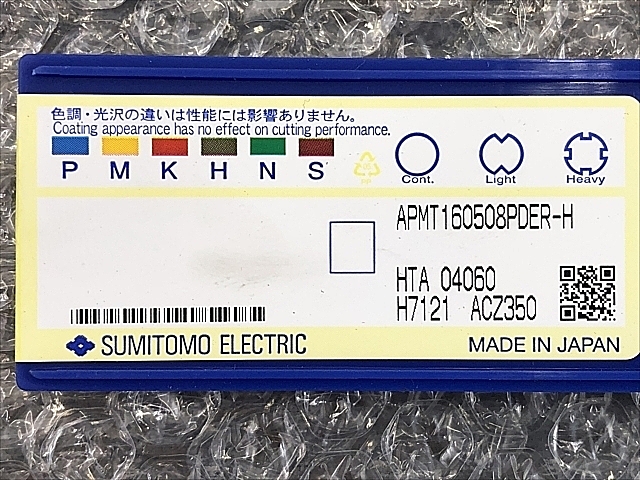 色調・光沢の違いは性能には影響ありません。
Coating appearance has no effect on cutting performance.
P M K H N S
PP
Cont. Light Heavy
APMT160508PDER-H
HTA 04060
H7121 ACZ350
SUMITOMO ELECTRIC
MADE IN JAPAN